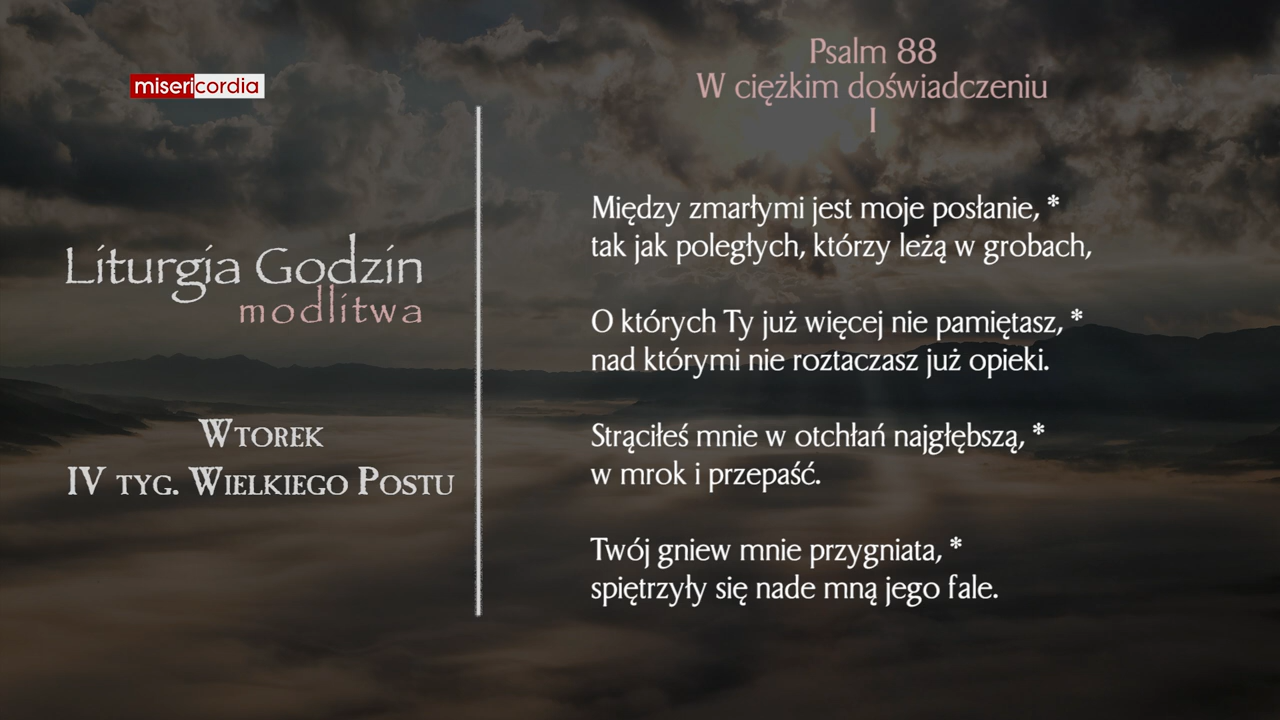 misericordia
Liturgia Godzin
modlitwa
Wtorek
IV tyg. Wielkiego Postu
Psalm 88
W ciężkim doświadczeniu
I
Między zmarłymi jest moje posłanie, *
tak jak poległych, którzy leżą w grobach,
O których Ty już więcej nie pamiętasz, *
nad którymi nie roztaczasz już opieki.
Strąciłeś mnie w otchłań najgłębszą, *
w mrok i przepaść.
Twój gniew mnie przygniata, *
spiętrzyły się nade mną jego fale.